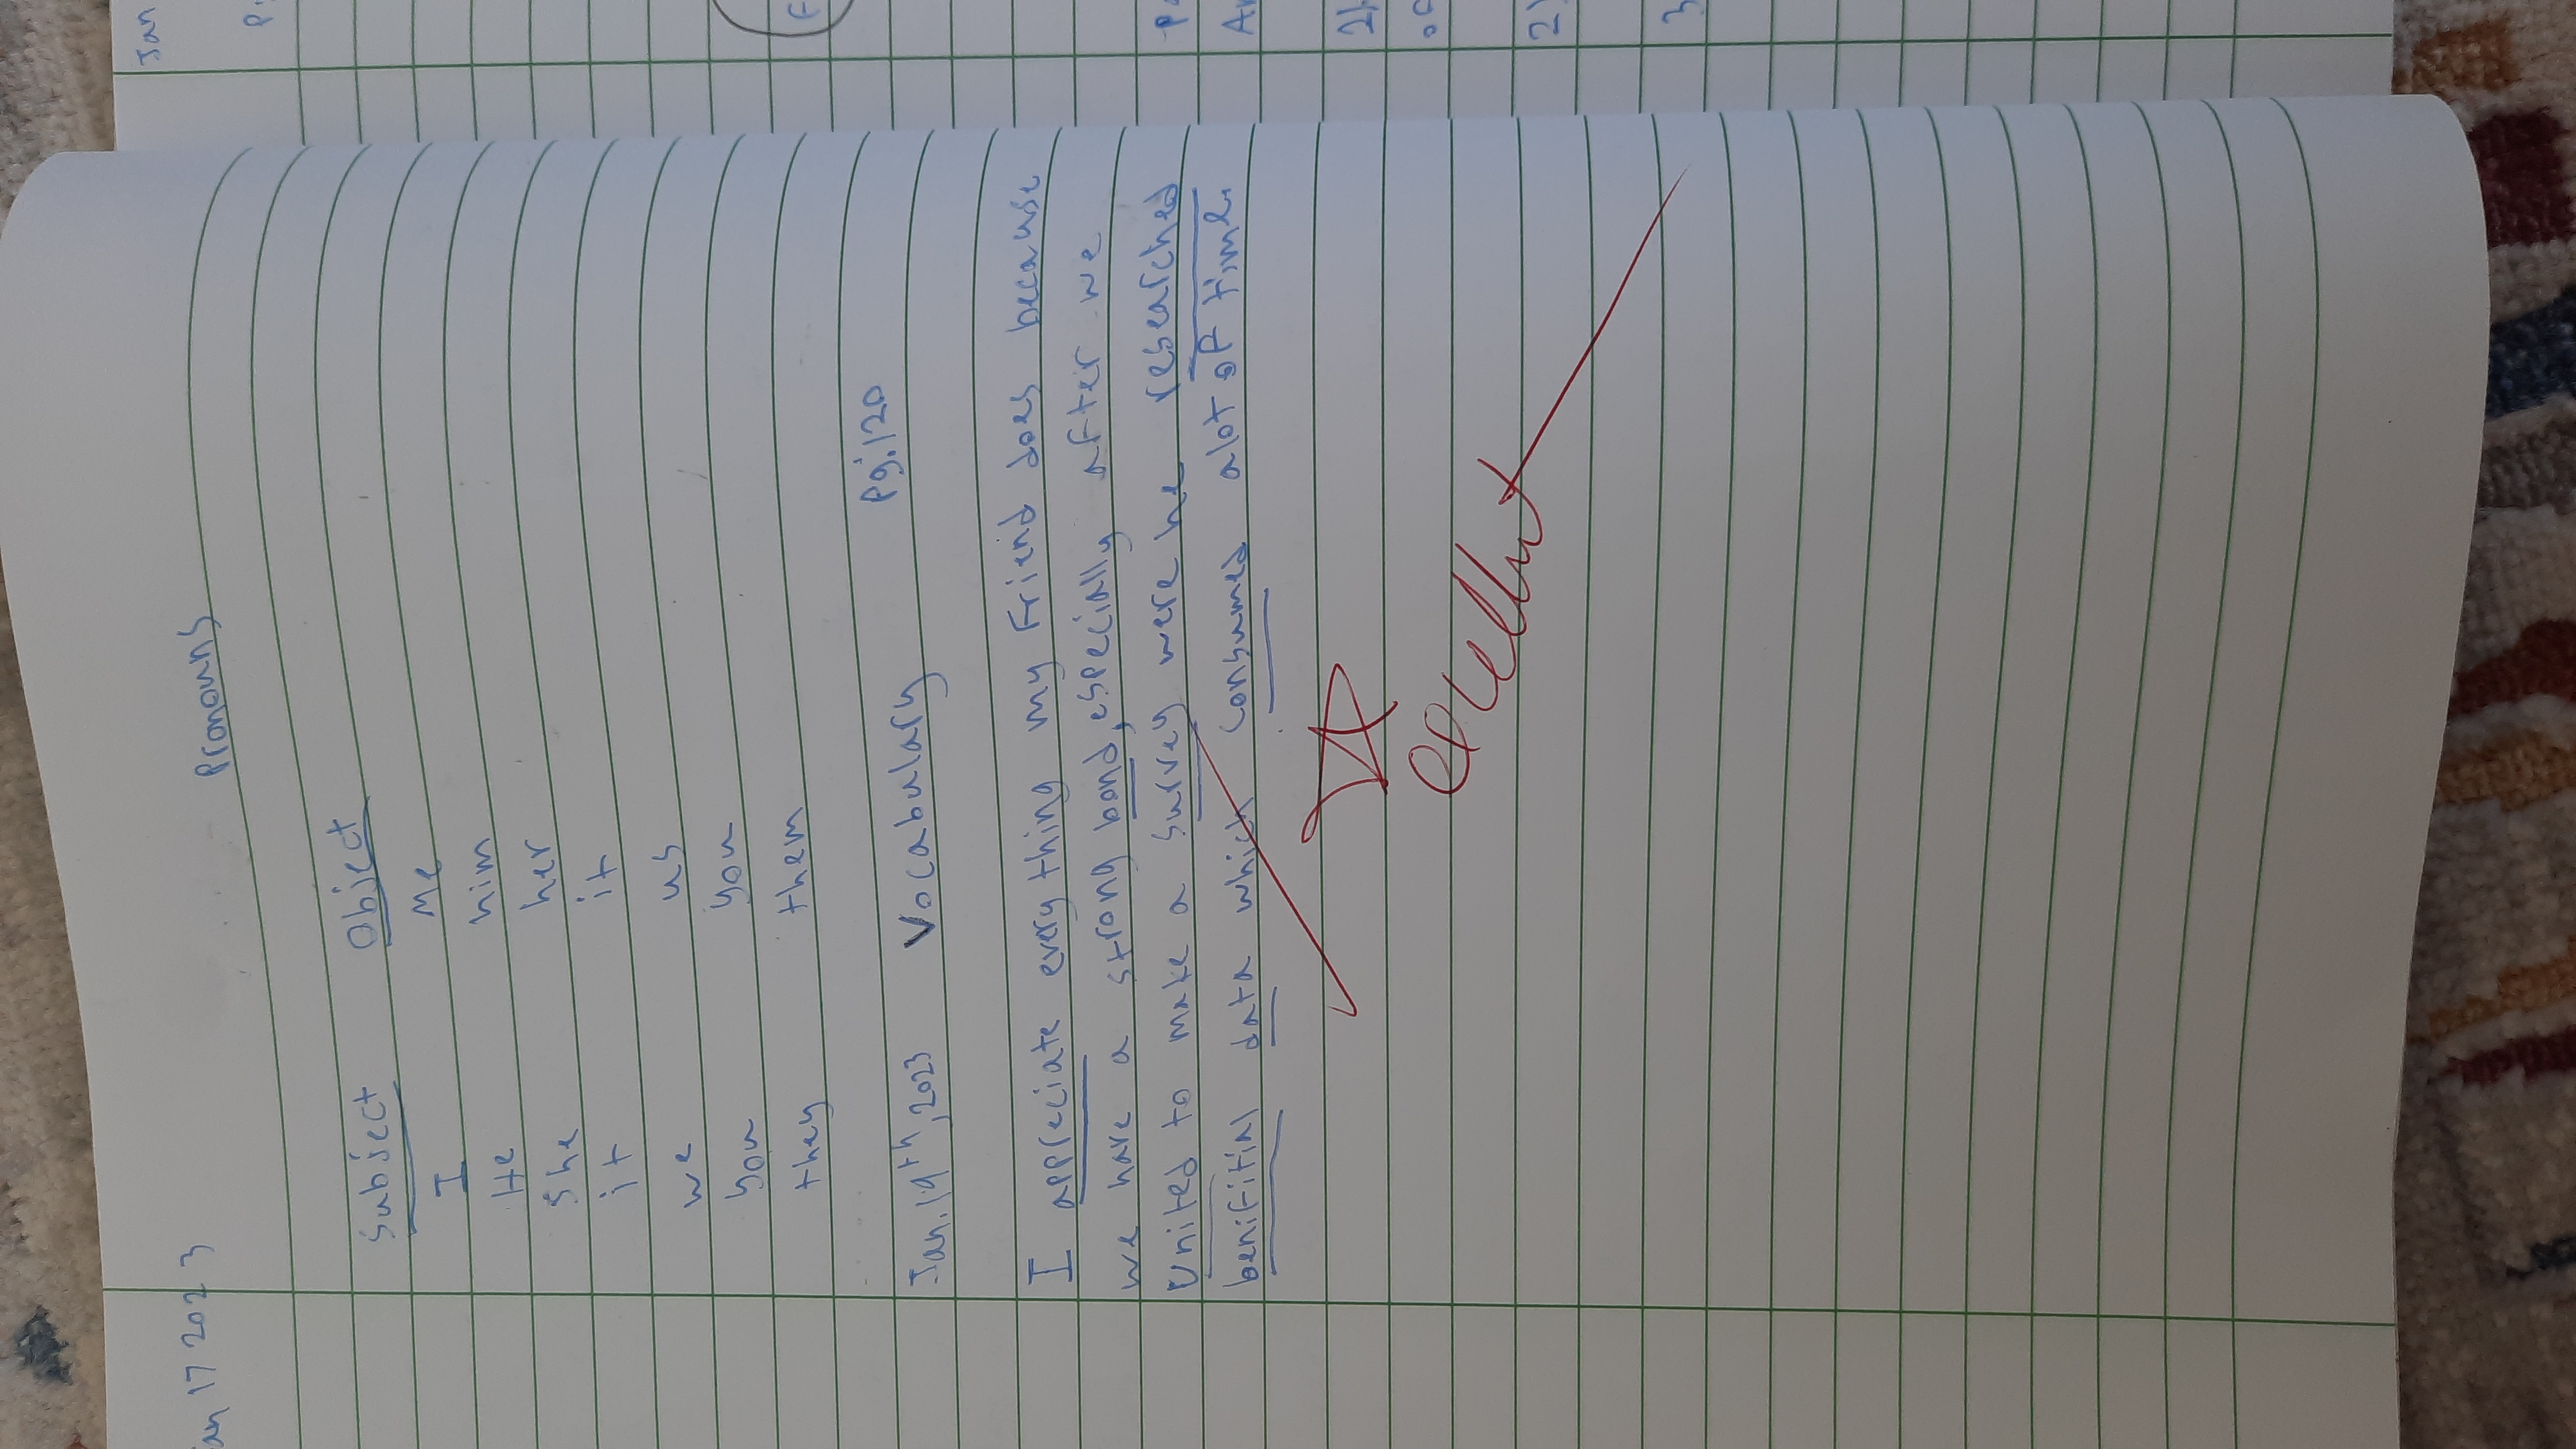 an 17 2023
Pronouns
Subject Object
I Me
He him
she her
it it
we us
you you
they them
Jan. 19th, 2023 Vocabulary Pg: 120
I appreciate everything my Friend does because
we have a strong bond, especially after we
United to make a survey were he researched
benifitial data which consumed alot of time.
excellent
Jan
P.
F
P.
A
2)
of
2)
3